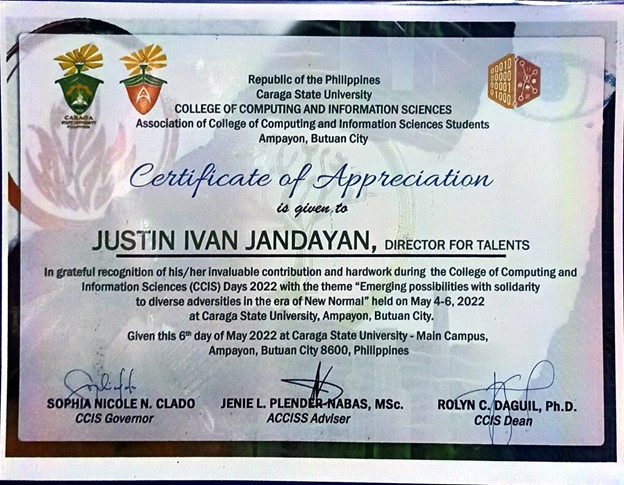 Republic of the Philippines
Caraga State University
COLLEGE OF COMPUTING AND INFORMATION SCIENCES
Association of College of Computing and Information Sciences Students
Ampayon, Butuan City
CARAGA
STATE UNIVERSITY
00010
00000
00001
01000
Certificate of Appreciation
is given to
JUSTIN IVAN JANDAYAN, DIRECTOR FOR TALENTS
In grateful recognition of his/her invaluable contribution and hardwork during the College of Computing and
Information Sciences (CCIS) Days 2022 with the theme “Emerging possibilities with solidarity
to diverse adversities in the era of New Normal” held on May 4-6, 2022
at Caraga State University, Ampayon, Butuan City.
Given this 6th day of May 2022 at Caraga State University - Main Campus,
Ampayon, Butuan City 8600, Philippines
SOPHIA NICOLE N. CLADO JENIE L. PLENDER-NABAS, MSc. ROLYN C. DAGUIL, Ph.D.
CCIS Governor ACCISS Adviser CCIS Dean